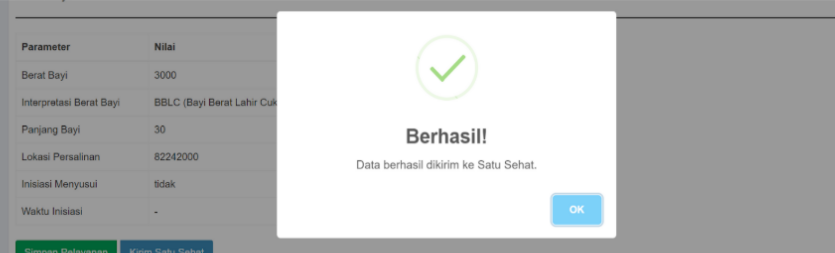 Parameter Nilai
Berat Bayi 3000
Interpretasi Berat Bayi BBLC (Bayi Berat Lahir Cuk
Panjang Bayi 30
Lokasi Persalinan 82242000
Inisiasi Menyusui tidak
Waktu Inisiasi -
Berhasil!
Data berhasil dikirim ke Satu Sehat.
OK
Simpan Pelayanan Kirim Satu Sehat